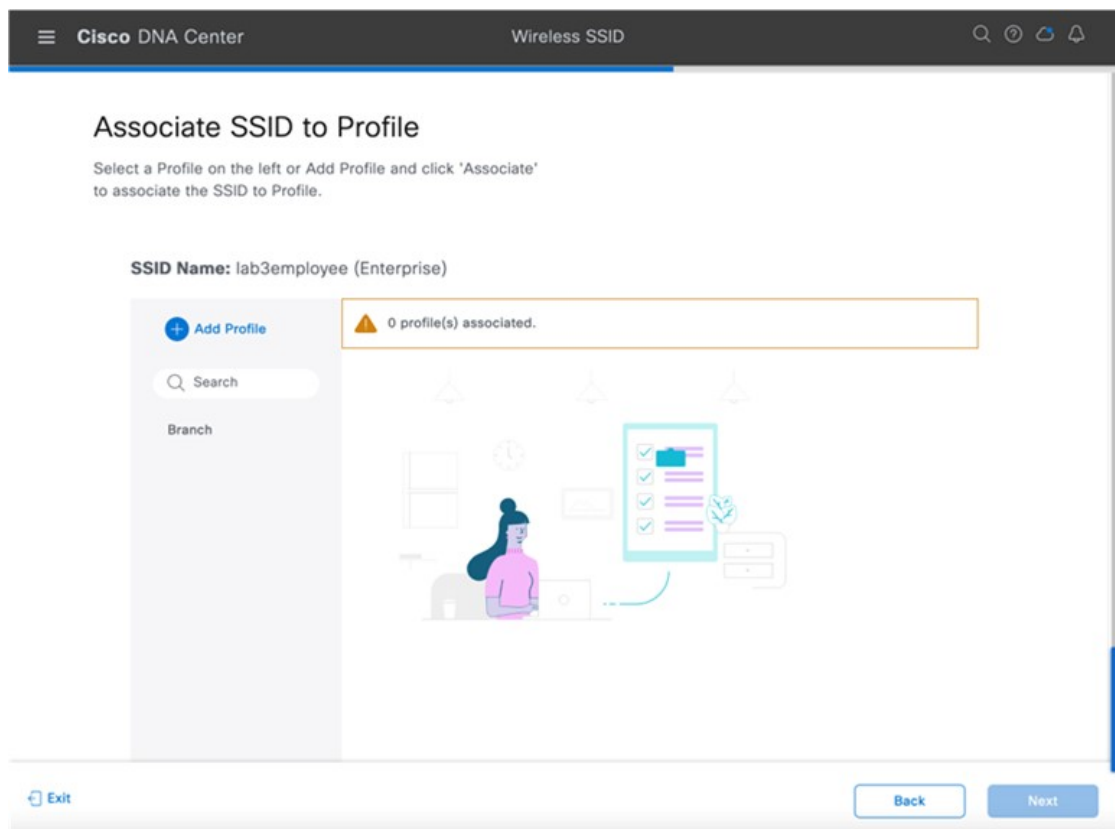 Cisco DNA Center
Wireless SSID
Associate SSID to Profile
Select a Profile on the left or Add Profile and click 'Associate'
to associate the SSID to Profile.
SSID Name: lab3employee (Enterprise)
Add Profile
0 profile(s) associated.
Search
Branch
Exit
Back
Next